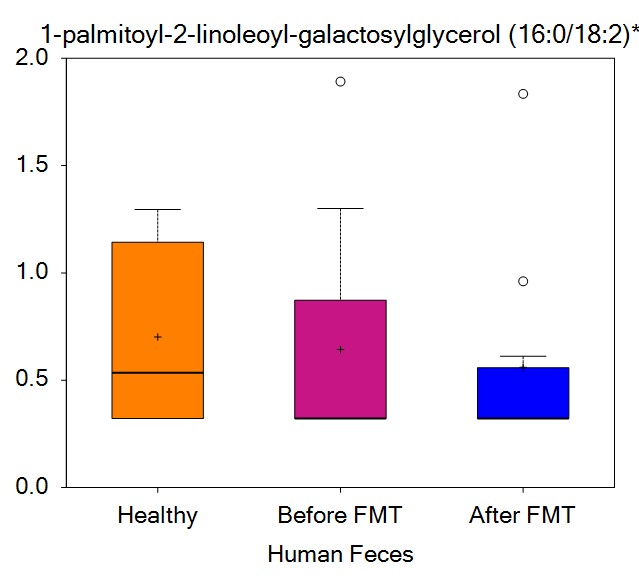 1-palmitoyl-2-linoleoyl-galactosylglycerol (16:0/18:2)*
2.0
1.5
1.0
0.5
0.0
Healthy Before FMT After FMT
Human Feces